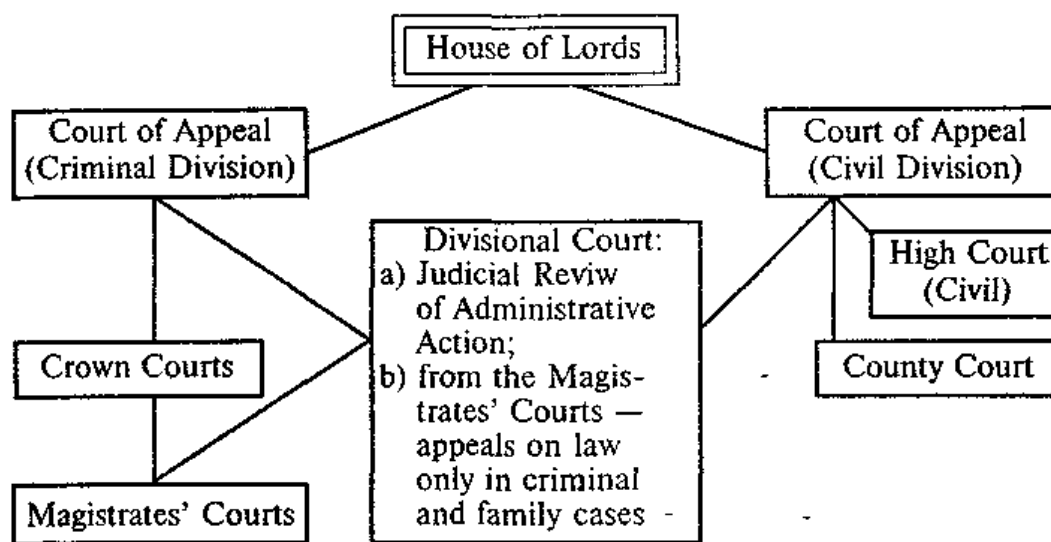 House of Lords
Court of Appeal
(Criminal Division)
Court of Appeal
(Civil Division)
Divisional Court:
a) Judicial Reviw
of Administrative
Action;
b) from the Magis-
trates' Courts —
appeals on law
only in criminal
and family cases
High Court
(Civil)
Crown Courts
County Court
Magistrates' Courts